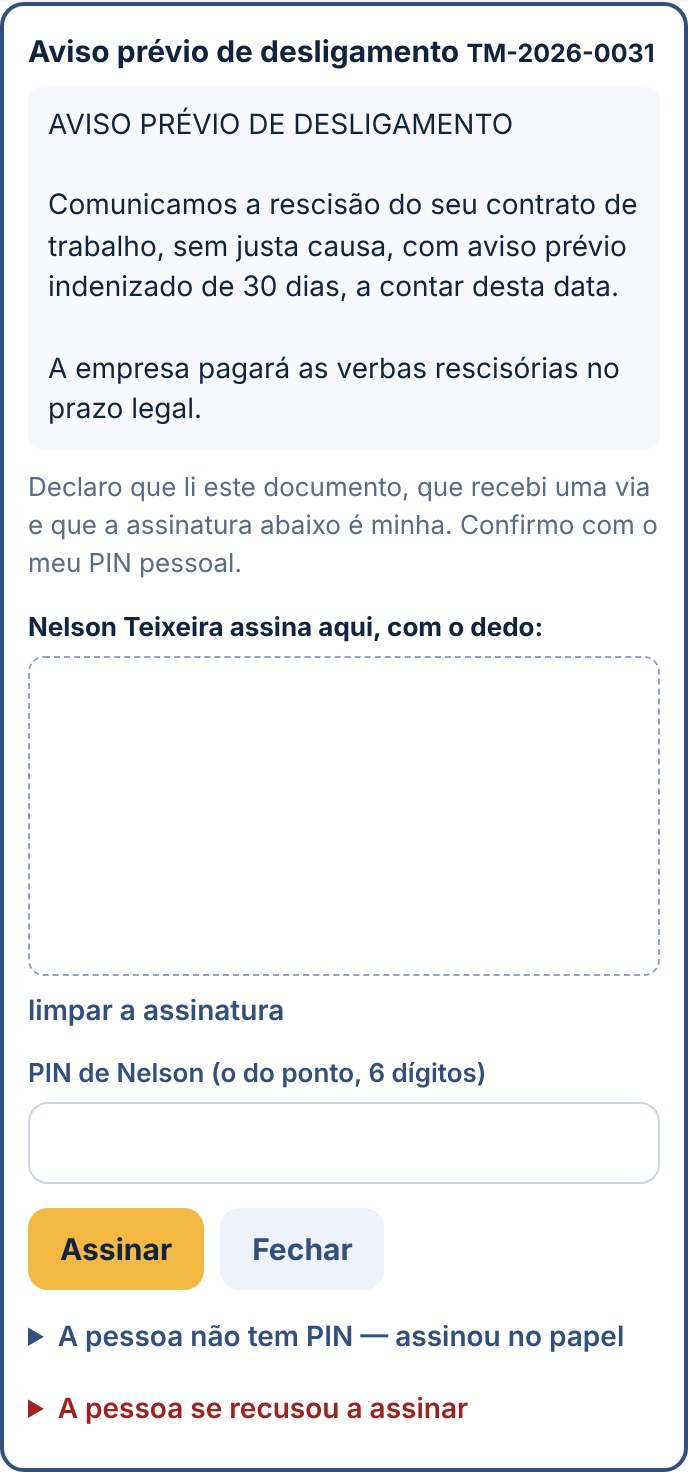 Aviso prévio de desligamento TM-2026-0031
AVISO PRÉVIO DE DESLIGAMENTO
Comunicamos a rescisão do seu contrato de
trabalho, sem justa causa, com aviso prévio
indenizado de 30 dias, a contar desta data.
A empresa pagará as verbas rescisórias no
prazo legal.
Declaro que li este documento, que recebi uma via
e que a assinatura abaixo é minha. Confirmo com o
meu PIN pessoal.
Nelson Teixeira assina aqui, com o dedo:
limpar a assinatura
PIN de Nelson (o do ponto, 6 dígitos)
Assinar Fechar
A pessoa não tem PIN — assinou no papel
A pessoa se recusou a assinar